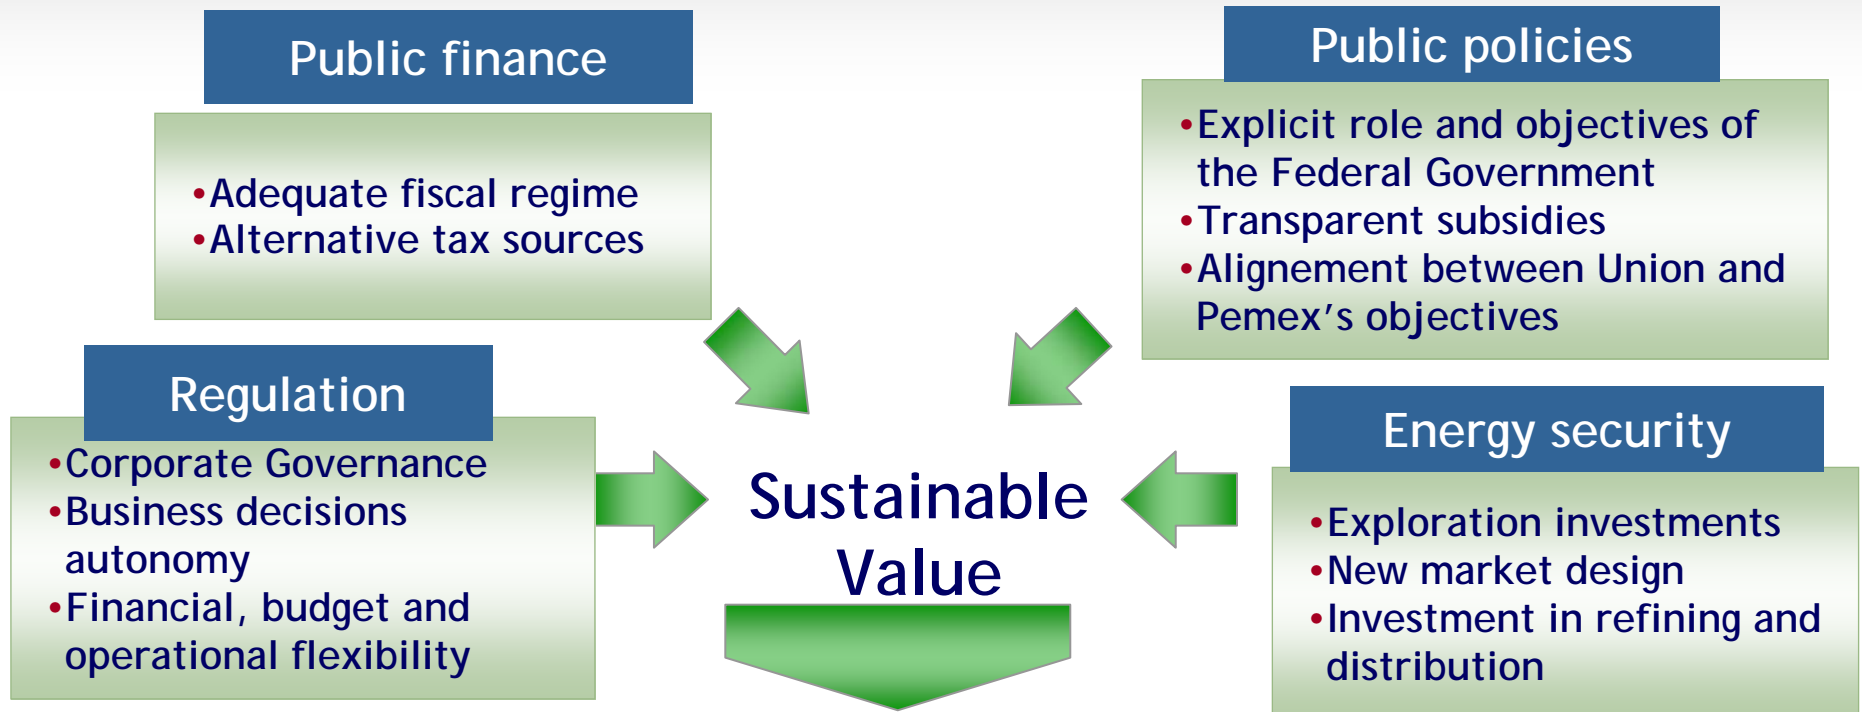 Public finance
•Adequate fiscal regime
•Alternative tax sources
Public policies
•Explicit role and objectives of
the Federal Government
•Transparent subsidies
•Alignement between Union and
Pemex's objectives
Regulation
•Corporate Governance
•Business decisions
autonomy
•Financial, budget and
operational flexibility
Sustainable
Value
Energy security
•Exploration investments
•New market design
•Investment in refining and
distribution